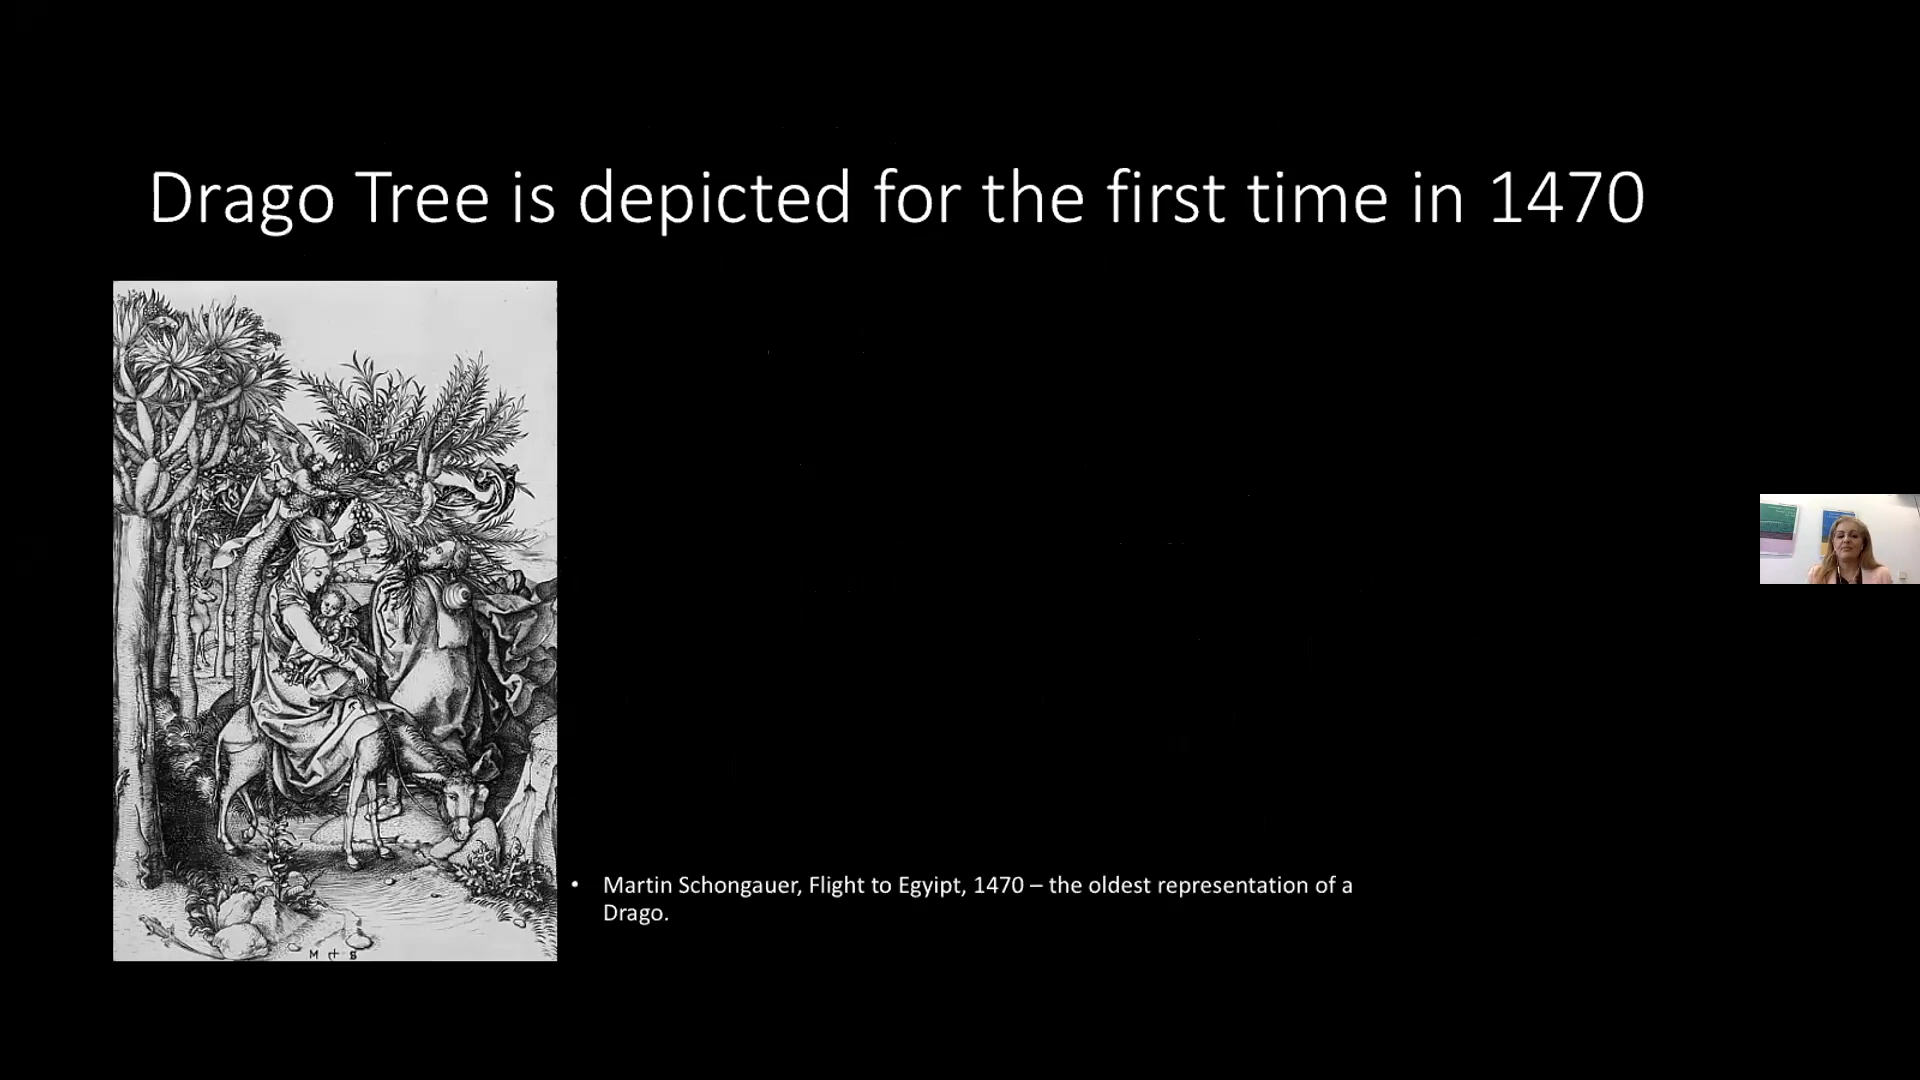 Drago Tree is depicted for the first time in 1470
• Martin Schongauer, Flight to Egyipt, 1470 – the oldest representation of a
Drago.
M + S